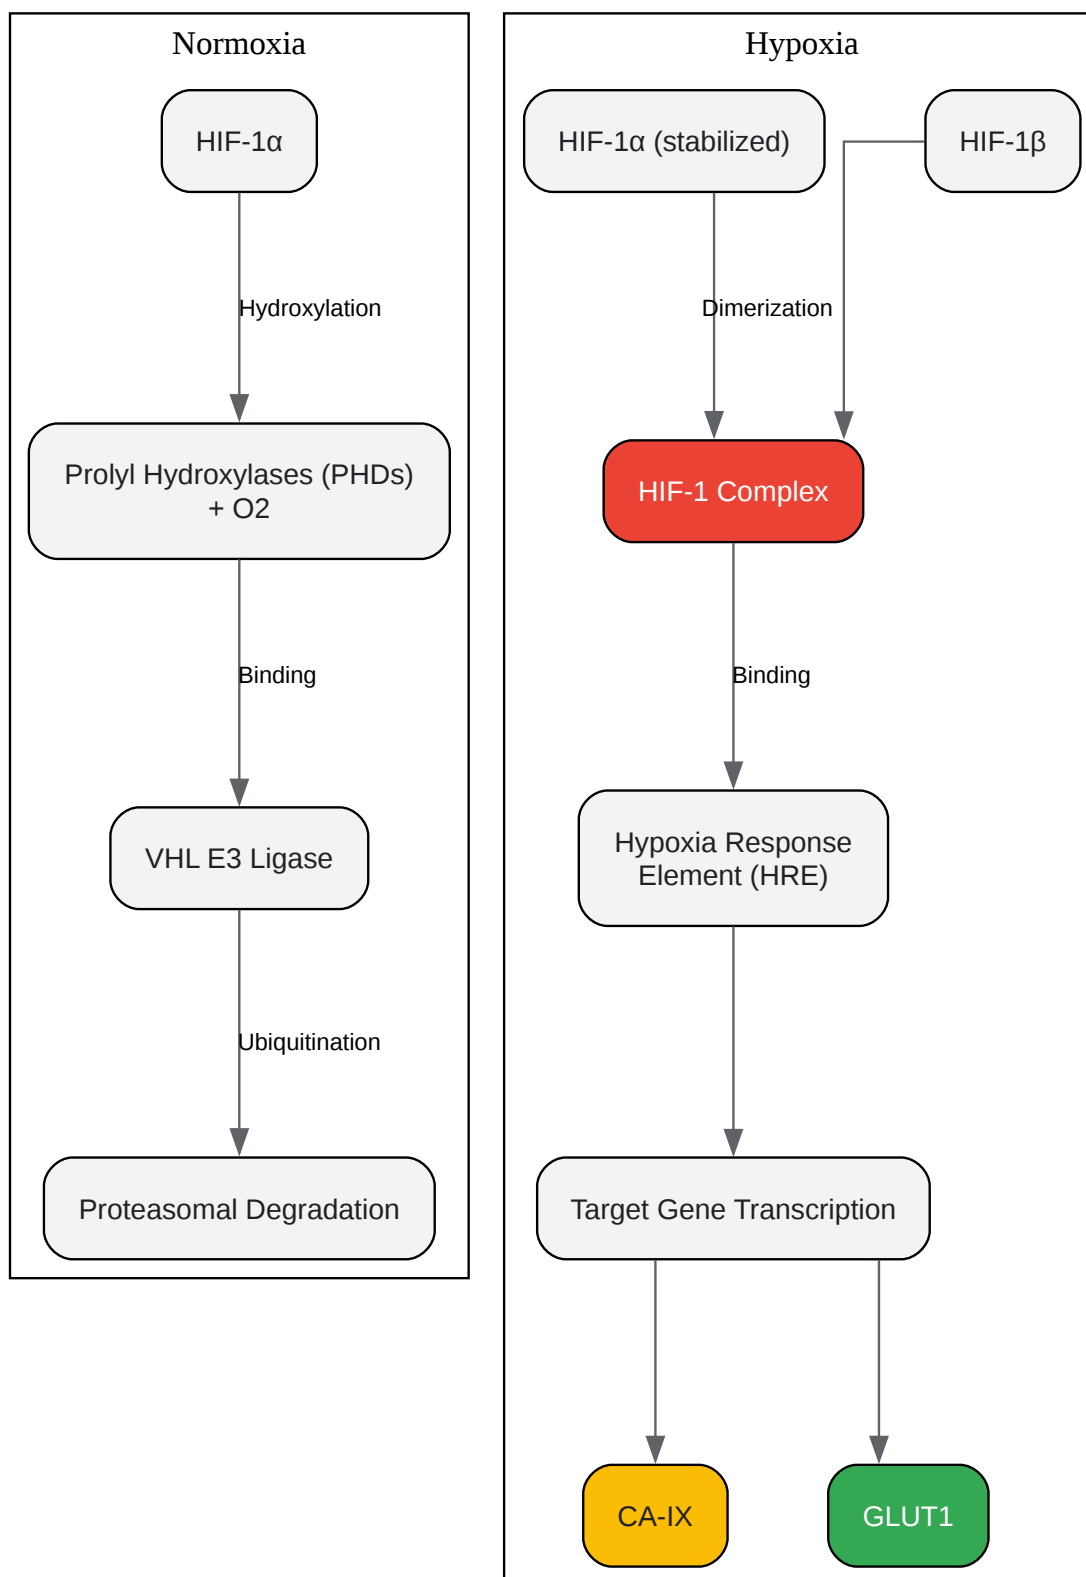 Normoxia
HIF-1α
Hydroxylation
Prolyl Hydroxylases (PHDs)
+ O2
Binding
VHL E3 Ligase
Ubiquitination
Proteasomal Degradation
Hypoxia
HIF-1α (stabilized)
HIF-1β
Dimerization
HIF-1 Complex
Binding
Hypoxia Response
Element (HRE)
Target Gene Transcription
CA-IX
GLUT1